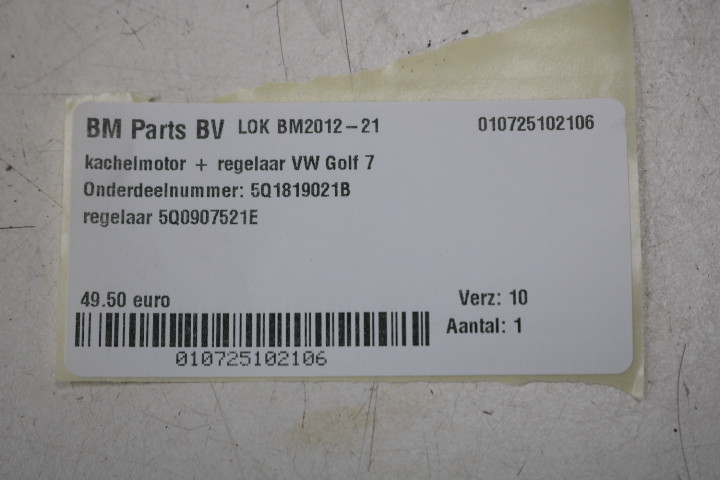 BM Parts BV LOK BM2012-21 010725102106
kachelmotor + regelaar VW Golf 7
Onderdeelnummer: 5Q1819021B
regelaar 5Q0907521E
49.50 euro
Verz: 10
Aantal: 1
010725102106